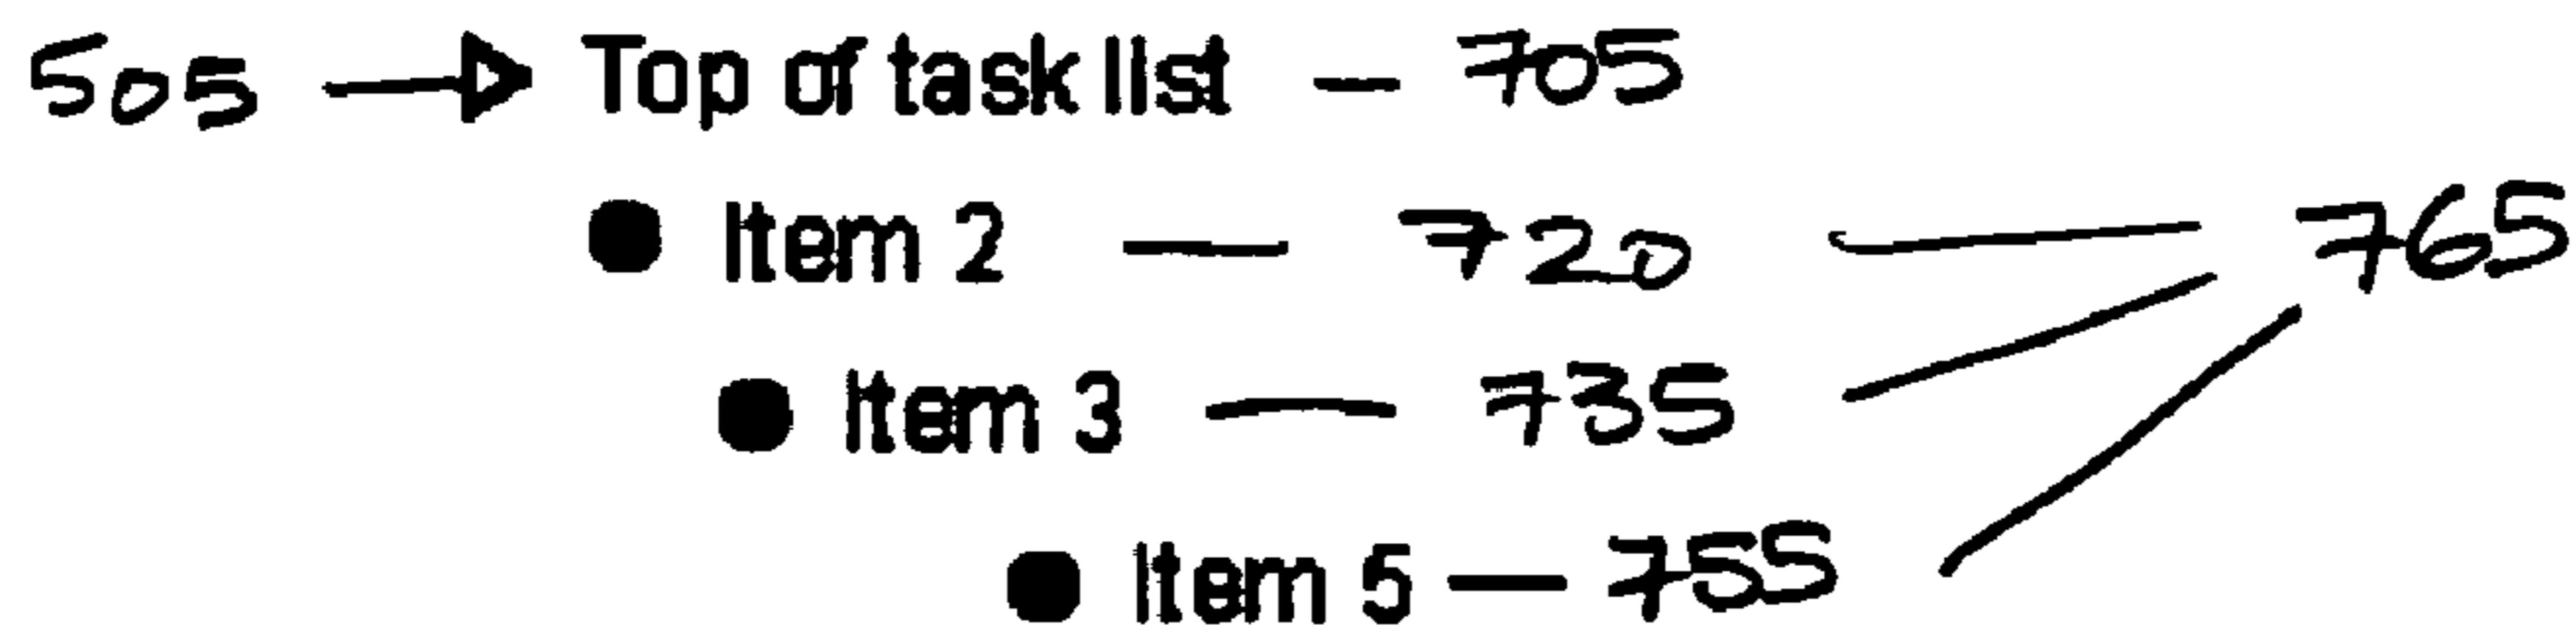 505 Top of task list — 705
● Item 2 — 720 765
● Item 3 — 735
● Item 5 — 755